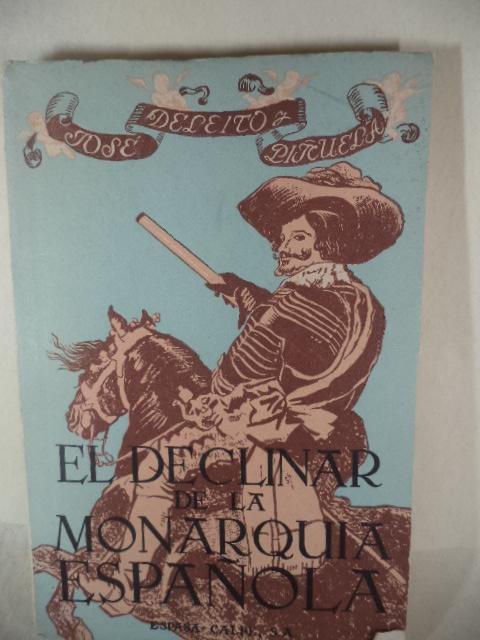 JOSE DELEITO y PIÑUELA
EL DECLINAR
DE LA
MONARQUIA
ESPAÑOLA
ESPASA-CALPE, S.A.